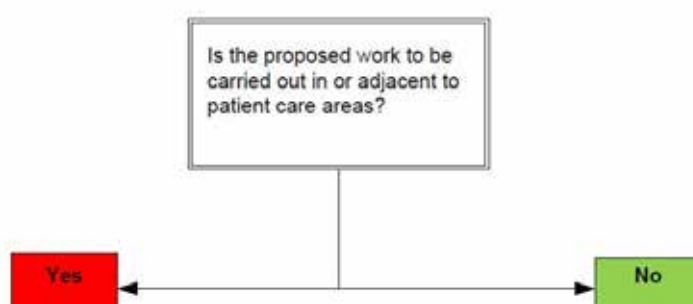 Is the proposed work to be
carried out in or adjacent to
patient care areas?
Yes
No